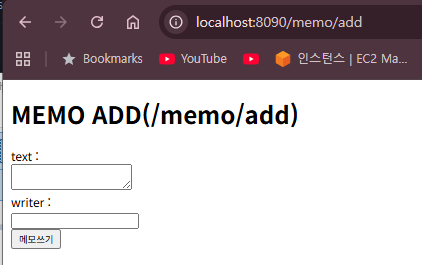 localhost:8090/memo/add
Bookmarks YouTube 인스턴스 | EC2 Ma...
MEMO ADD(/memo/add)
text :
writer :
메모쓰기